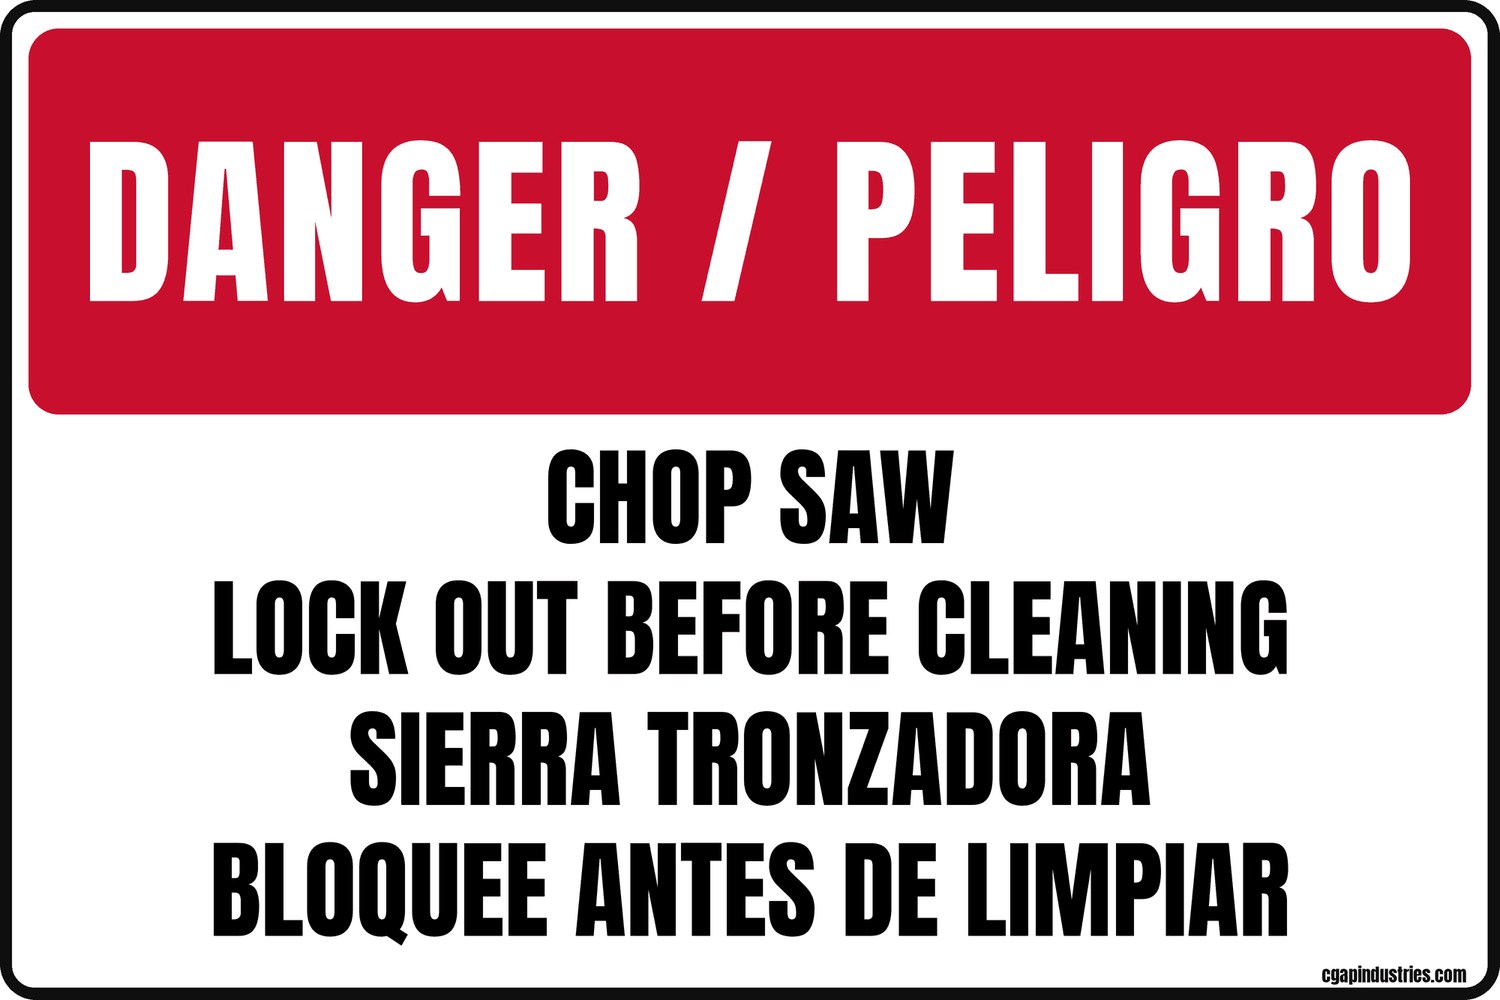 DANGER / PELIGRO
CHOP SAW
LOCK OUT BEFORE CLEANING
SIERRA TRONZADORA
BLOQUEE ANTES DE LIMPIAR
cgapindustries.com